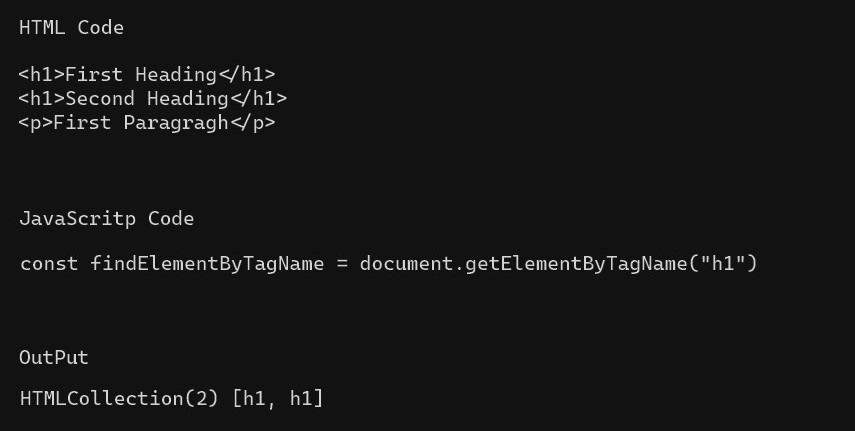 HTML Code
<h1>First Heading</h1>
<h1>Second Heading</h1>
<p>First Paragragh</p>
JavaScritp Code
const findElementByTagName = document.getElementByTagName("h1")
OutPut
HTMLCollection(2) [h1, h1]